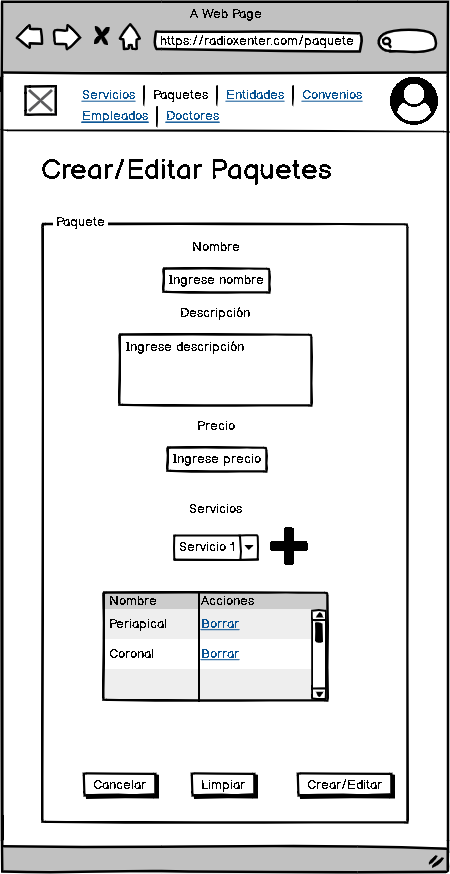 A Web Page
https://radioxenter.com/paquete
Servicios Paquetes Entidades Convenios
Empleados Doctores
Crear/Editar Paquetes
Paquete
Nombre
Ingrese nombre
Descripción
Ingrese descripción
Precio
Ingrese precio
Servicios
Servicio 1
Nombre Acciones
Periapical Borrar
Coronal Borrar
Cancelar Limpiar Crear/Editar